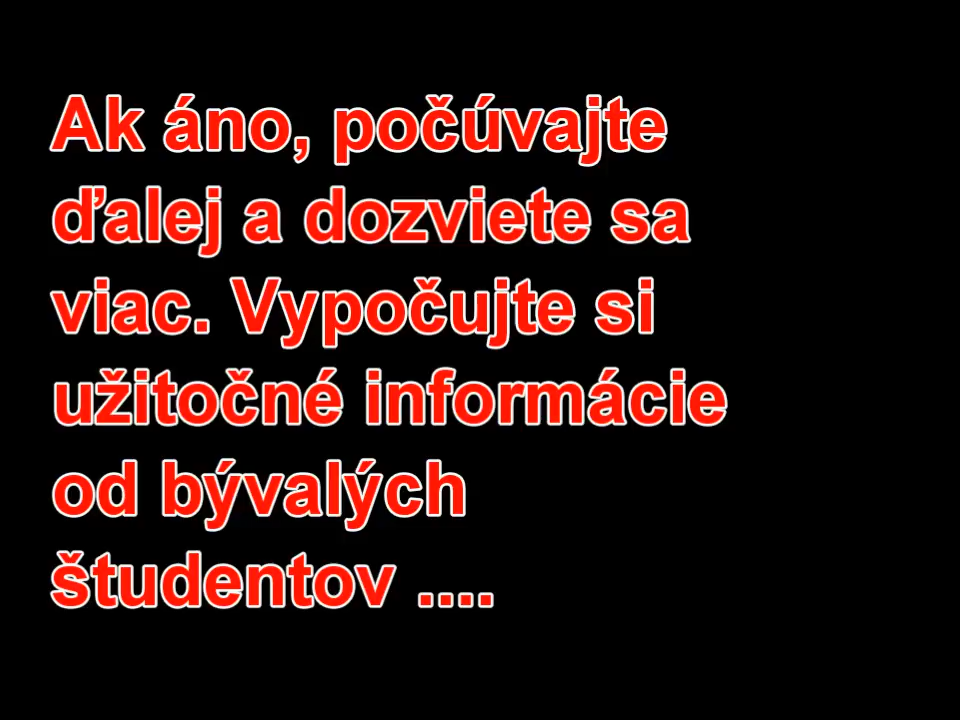 Ak áno, počúvajte
ďalej a dozviete sa
viac. Vypočujte si
užitočné informácie
od bývalých
študentov ....